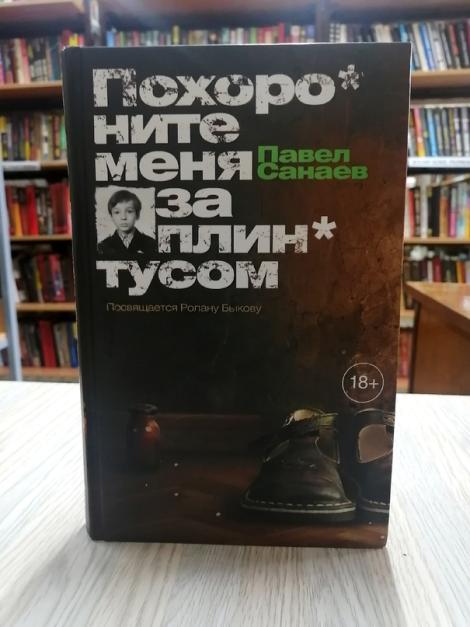 Похоро*
ните
меня
Павел
Санаев
за
плин*
тусом
Посвящается Ролану Быкову
18+